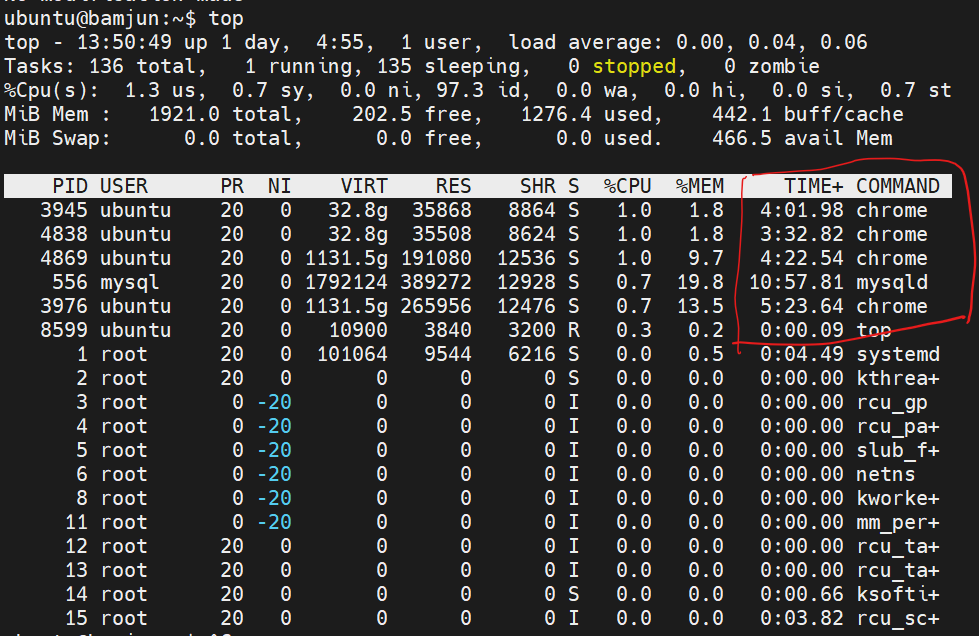 ubuntu@bamjun:~$ top
top - 13:50:49 up 1 day,  4:55,  1 user,  load average: 0.00, 0.04, 0.06
Tasks: 136 total,   1 running, 135 sleeping,   0 stopped,   0 zombie
%Cpu(s):  1.3 us,  0.7 sy,  0.0 ni, 97.3 id,  0.0 wa,  0.0 hi,  0.0 si,  0.7 st
MiB Mem :   1921.0 total,    202.5 free,   1276.4 used,    442.1 buff/cache
MiB Swap:      0.0 total,      0.0 free,      0.0 used.    466.5 avail Mem
PID USER      PR  NI    VIRT    RES    SHR S  %CPU  %MEM     TIME+ COMMAND
3945 ubuntu    20   0   32.8g  35868   8864 S   1.0   1.8   4:01.98 chrome
4838 ubuntu    20   0   32.8g  35508   8624 S   1.0   1.8   3:32.82 chrome
4869 ubuntu    20   0 1131.5g 191080  12536 S   1.0   9.7   4:22.54 chrome
556 mysql     20   0 1792124 389272  12928 S   0.7  19.8  10:57.81 mysqld
3976 ubuntu    20   0 1131.5g 265956  12476 S   0.7  13.5   5:23.64 chrome
8599 ubuntu    20   0   10900   3840   3200 R   0.3   0.2   0:00.09 top
1 root      20   0  101064   9544   6216 S   0.0   0.5   0:04.49 systemd
2 root      20   0       0      0      0 S   0.0   0.0   0:00.00 kthrea+
3 root       0 -20       0      0      0 I   0.0   0.0   0:00.00 rcu_gp
4 root       0 -20       0      0      0 I   0.0   0.0   0:00.00 rcu_pa+
5 root       0 -20       0      0      0 I   0.0   0.0   0:00.00 slub_f+
6 root       0 -20       0      0      0 I   0.0   0.0   0:00.00 netns
8 root       0 -20       0      0      0 I   0.0   0.0   0:00.00 kworke+
11 root       0 -20       0      0      0 I   0.0   0.0   0:00.00 mm_per+
12 root      20   0       0      0      0 I   0.0   0.0   0:00.00 rcu_ta+
13 root      20   0       0      0      0 I   0.0   0.0   0:00.00 rcu_ta+
14 root      20   0       0      0      0 S   0.0   0.0   0:00.66 ksofti+
15 root      20   0       0      0      0 I   0.0   0.0   0:03.82 rcu_sc+